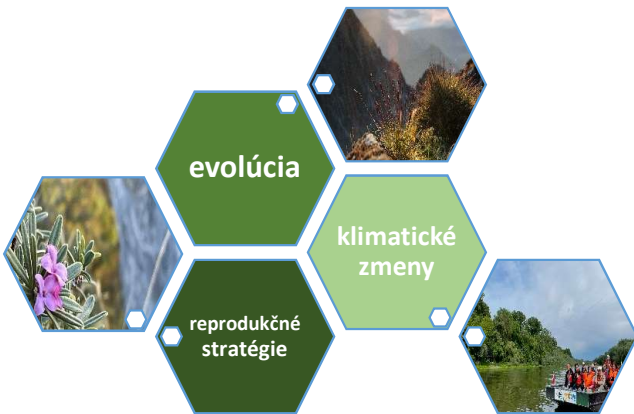 evolúcia
klimatické
zmeny
reprodukčné
stratégie